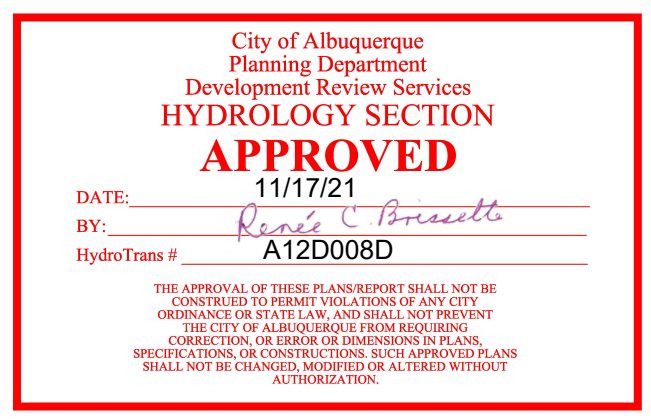 City of Albuquerque
Planning Department
Development Review Services
HYDROLOGY SECTION
APPROVED
DATE: 11/17/21
BY: Renée C. Brissette
HydroTrans # A12D008D
THE APPROVAL OF THESE PLANS/REPORT SHALL NOT BE
CONSTRUED TO PERMIT VIOLATIONS OF ANY CITY
ORDINANCE OR STATE LAW, AND SHALL NOT PREVENT
THE CITY OF ALBUQUERQUE FROM REQUIRING
CORRECTION, OR ERROR OR DIMENSIONS IN PLANS,
SPECIFICATIONS, OR CONSTRUCTIONS. SUCH APPROVED PLANS
SHALL NOT BE CHANGED, MODIFIED OR ALTERED WITHOUT
AUTHORIZATION.